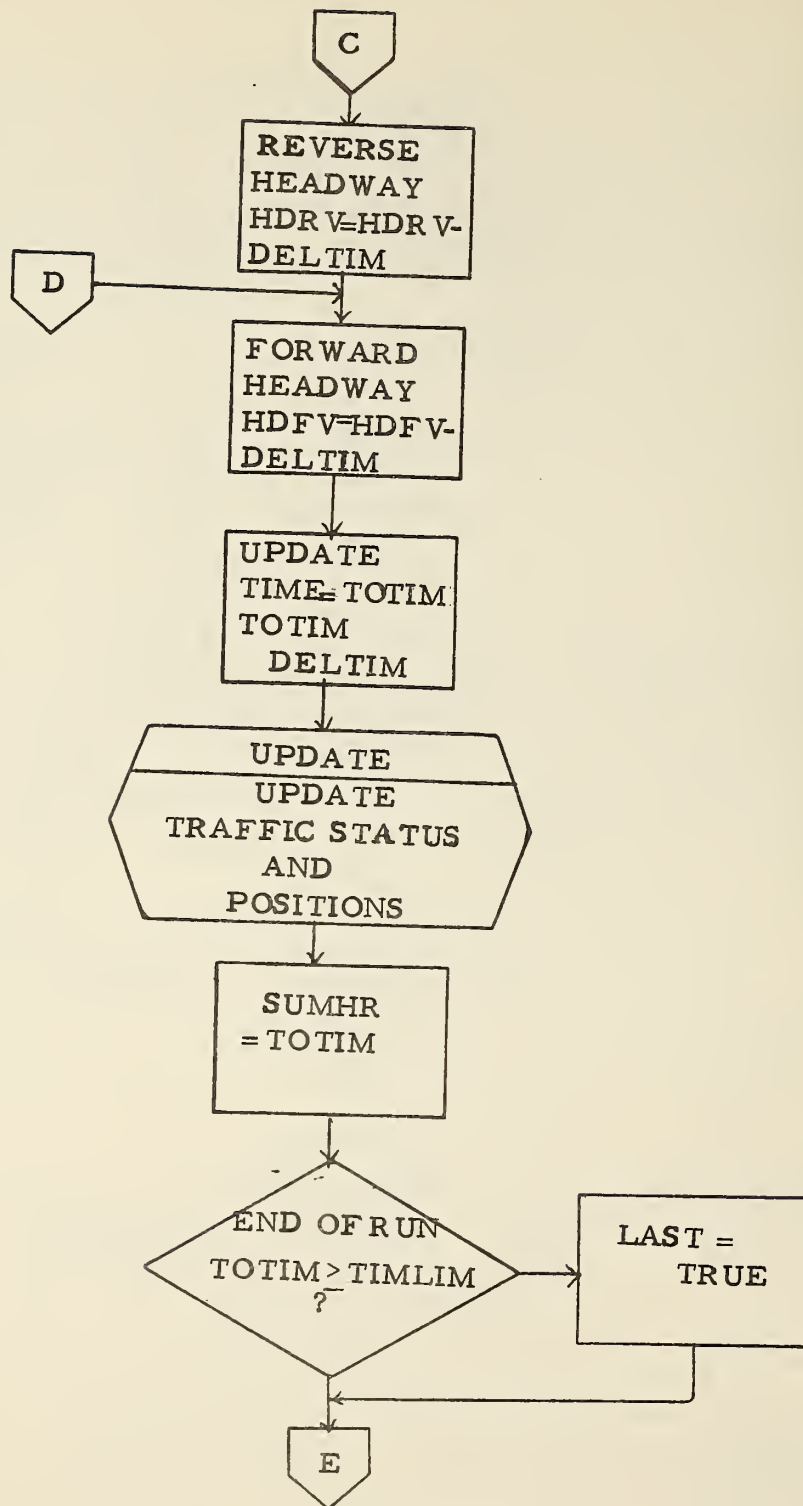 C
REVERSE
HEADWAY
HDRV=HDRV-
DELTIM
D
FORWARD
HEADWAY
HDFV=HDFV-
DELTIM
UPDATE
TIME=TOTIM
TOTIM
DELTIM
UPDATE
UPDATE
TRAFFIC STATUS
AND
POSITIONS
SUMHR
=TOTIM
END OF RUN
TOTIM≥TIMLIM
?
LAST =
TRUE
E